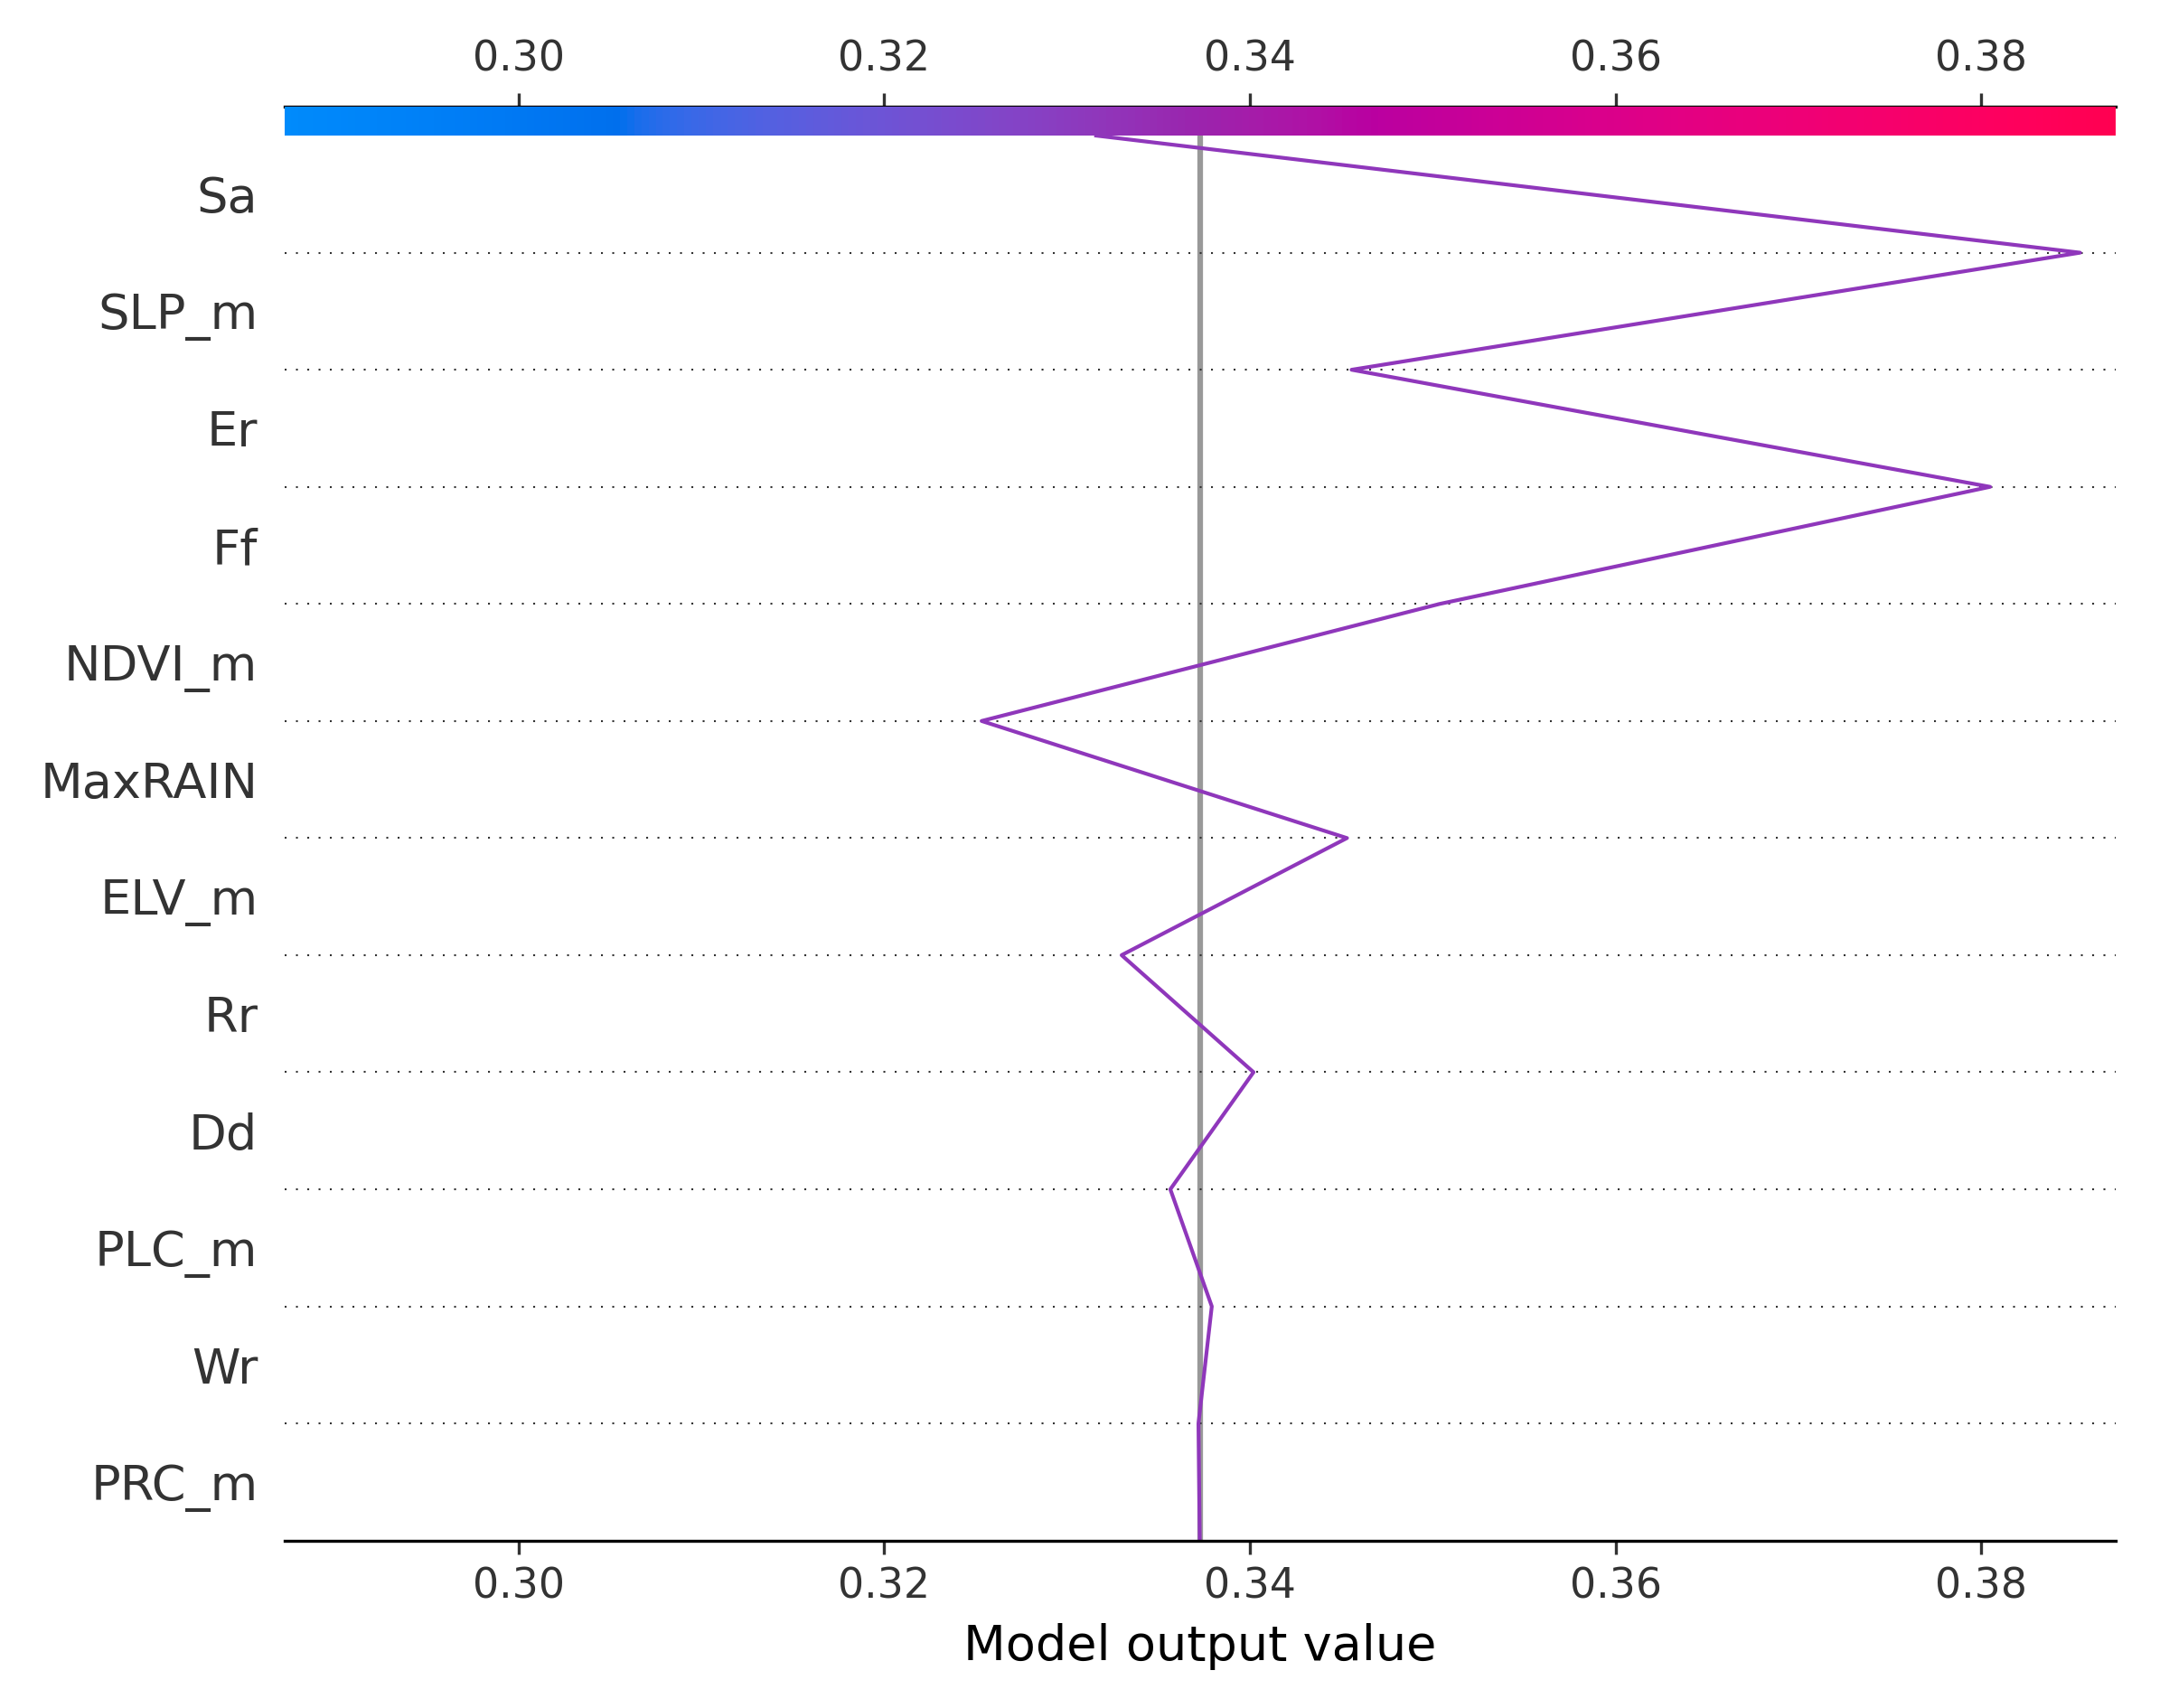 0.30 0.32 0.34 0.36 0.38
Sa
SLP_m
Er
Ff
NDVI_m
MaxRAIN
ELV_m
Rr
Dd
PLC_m
Wr
PRC_m
0.30 0.32 0.34 0.36 0.38
Model output value